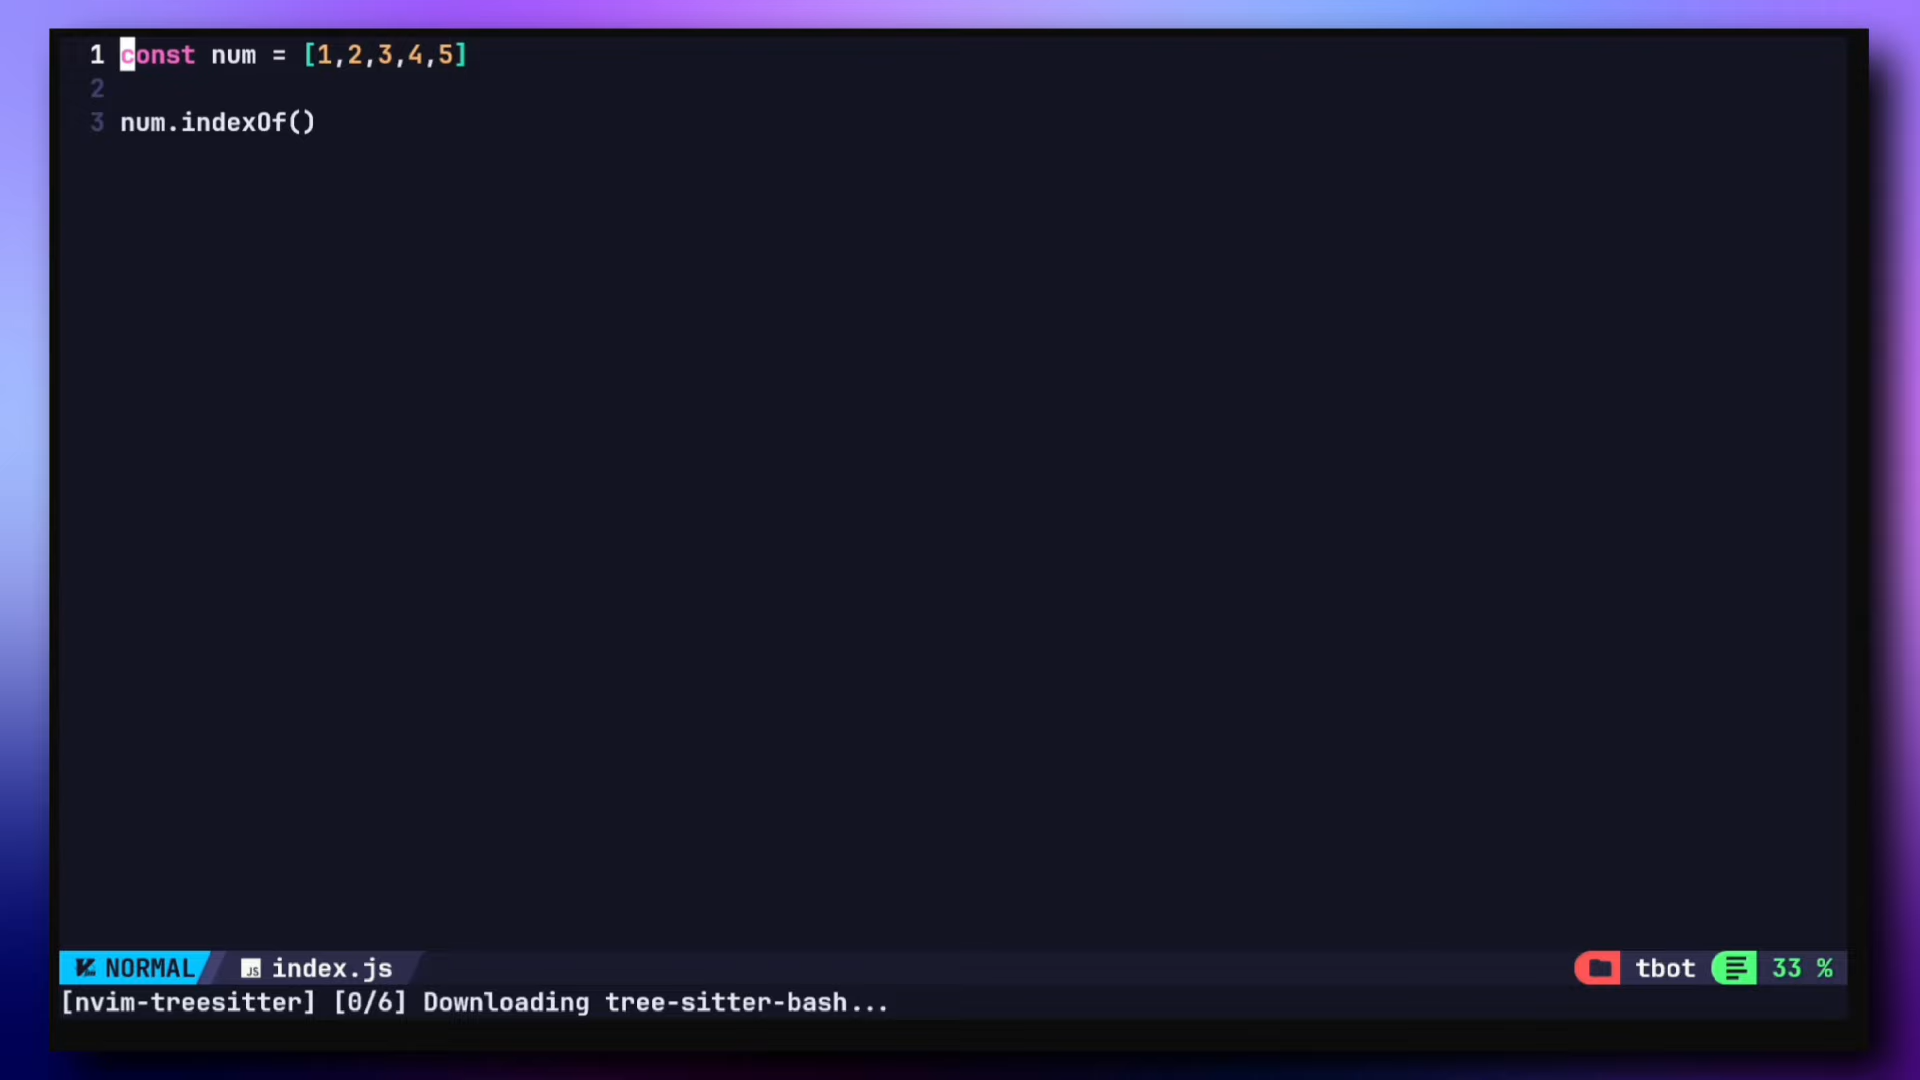 1 const num = [1,2,3,4,5]
2
3 num.indexOf()
NORMAL JS index.js tbot 33 %
[nvim-treesitter] [0/6] Downloading tree-sitter-bash...